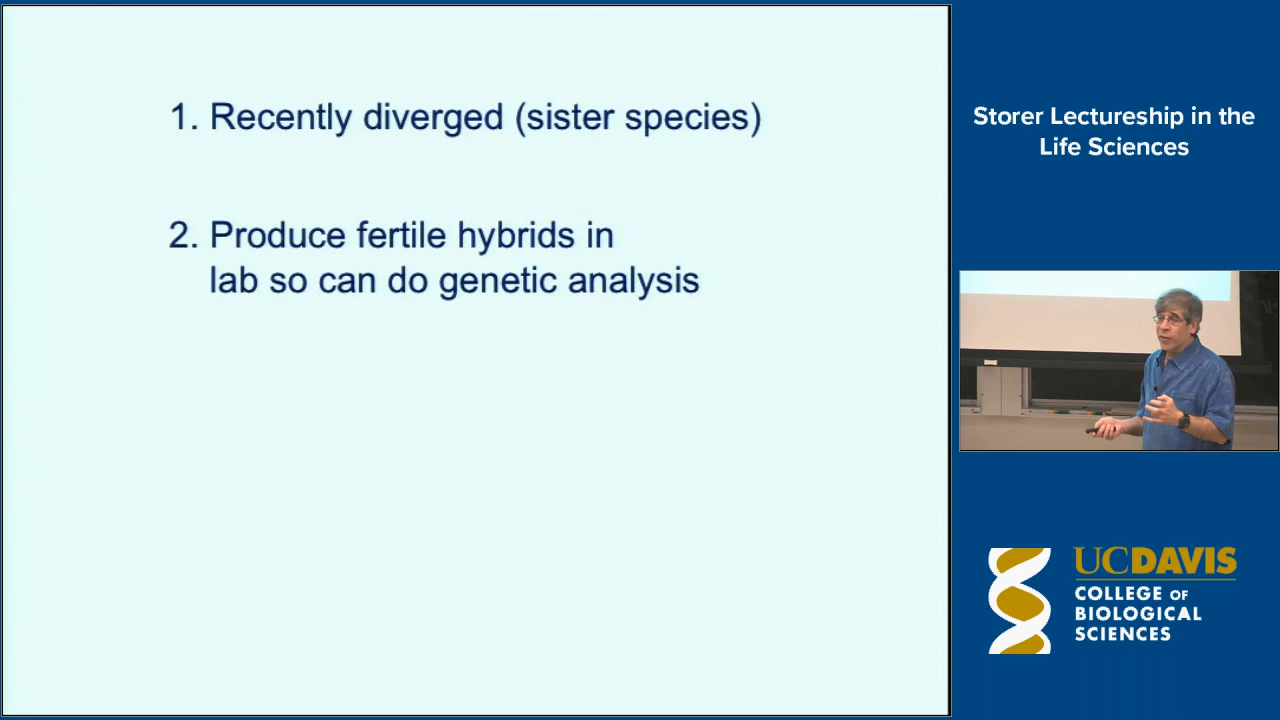 1. Recently diverged (sister species)
2. Produce fertile hybrids in
lab so can do genetic analysis
Storer Lectureship in the
Life Sciences
UCDAVIS
COLLEGE OF
BIOLOGICAL
SCIENCES